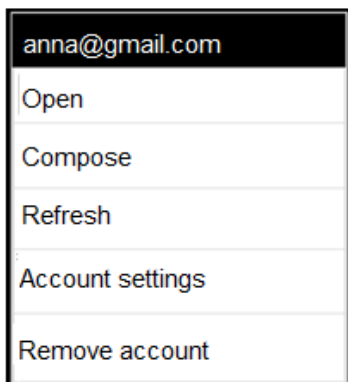 anna@gmail.com
Open
Compose
Refresh
Account settings
Remove account